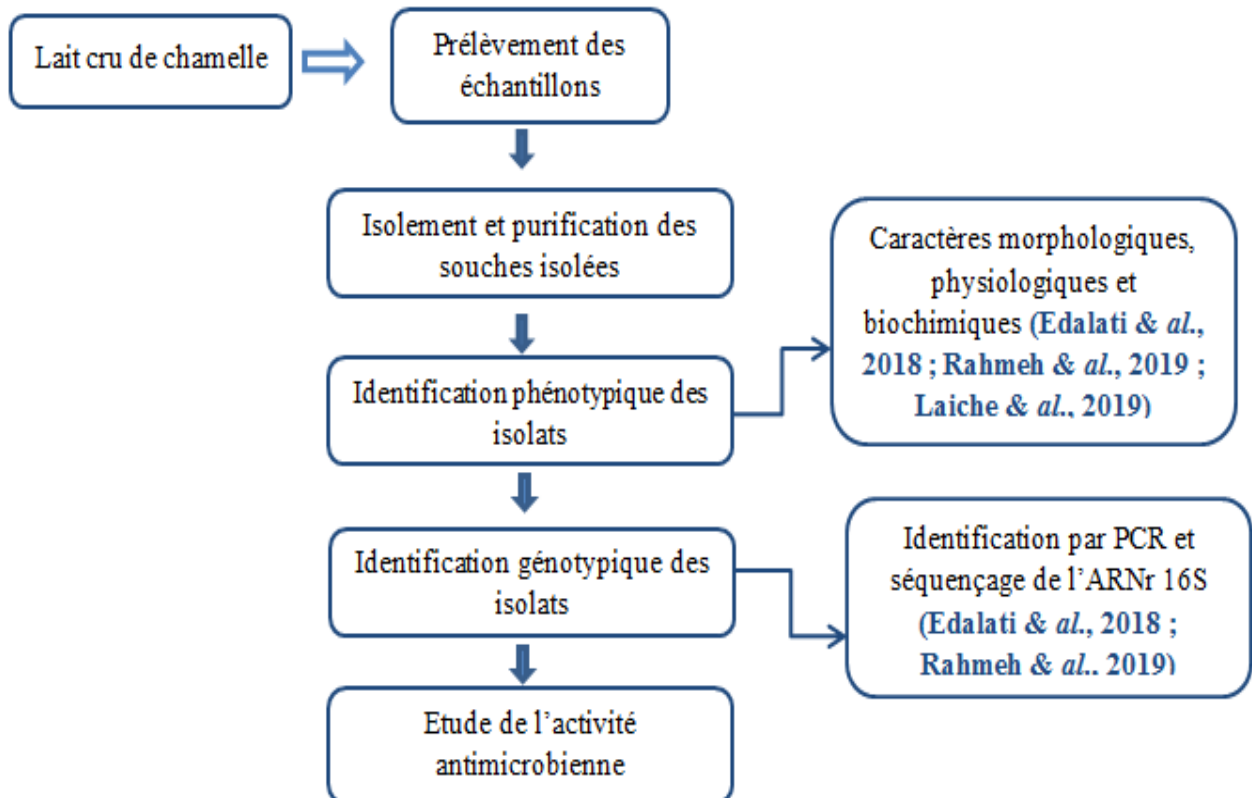 Lait cru de chamelle
Prélèvement des
échantillons
Isolement et purification des
souches isolées
Identification phénotypique des
isolats
Caractères morphologiques,
physiologiques et
biochimiques (Edalati & al.,
2018 ; Rahmeh & al., 2019 ;
Laiche & al., 2019)
Identification génotypique des
isolats
Identification par PCR et
séquençage de l’ARNr 16S
(Edalati & al., 2018 ;
Rahmeh & al.. 2019)
Etude de l’activité
antimicrobienne